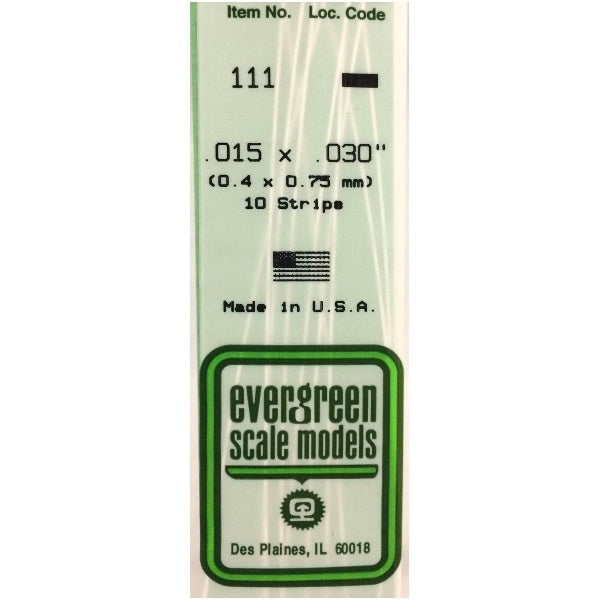 Item No. Loc. Code
111
.015 x .030"
(0.4 x 0.75 mm)
10 Strips
Made in U.S.A.
evergreen
scale models
Des Plaines, IL 60018